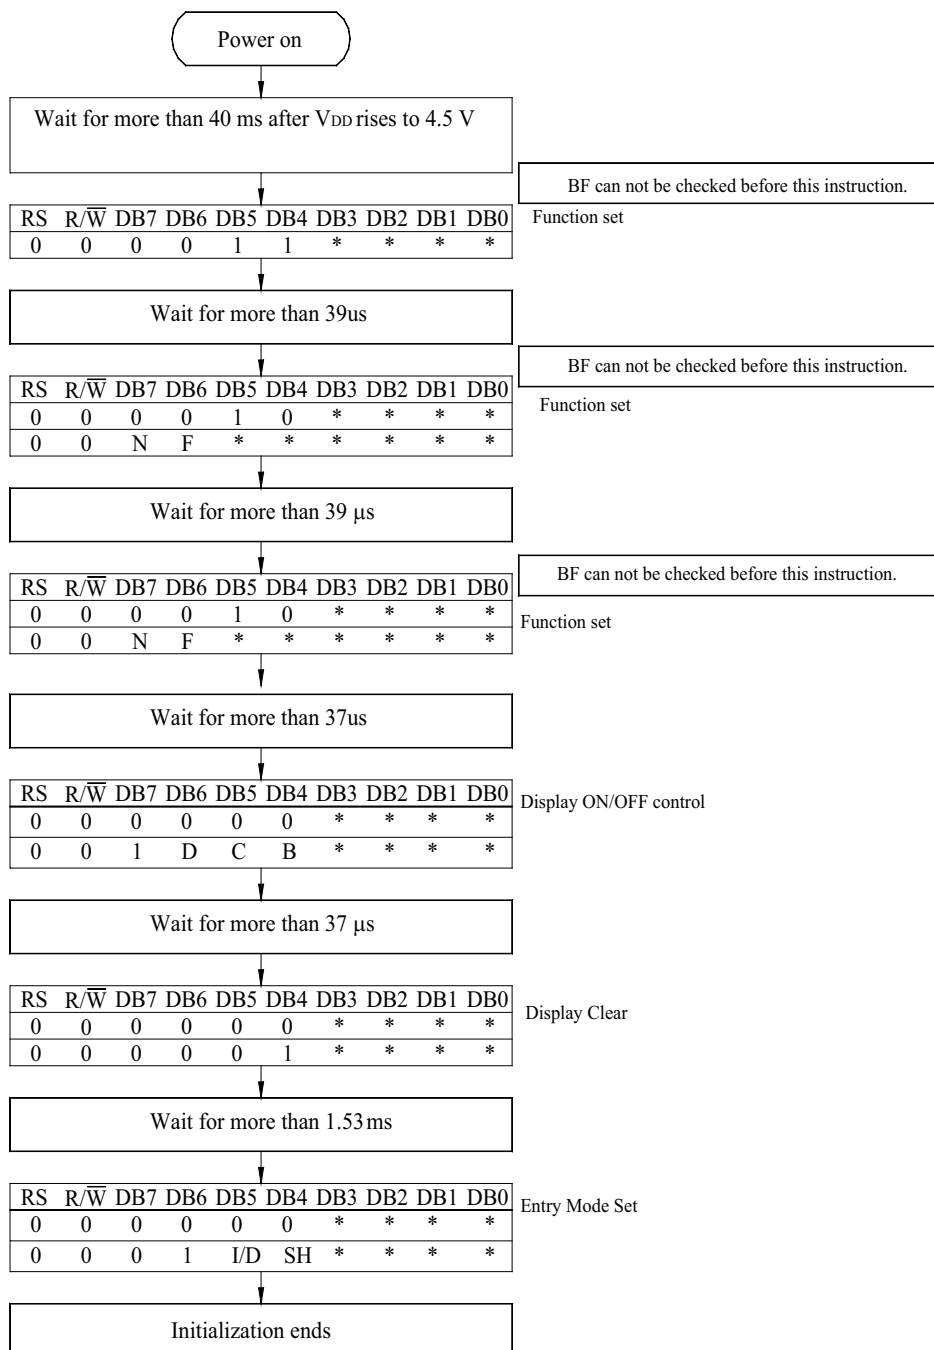 Power on
Wait for more than 40 ms after VDD rises to 4.5 V
BF can not be checked before this instruction.
RS R/W̅ DB7 DB6 DB5 DB4 DB3 DB2 DB1 DB0
Function set
0 0 0 0 1 1 * * * *
Wait for more than 39us
BF can not be checked before this instruction.
RS R/W̅ DB7 DB6 DB5 DB4 DB3 DB2 DB1 DB0
Function set
0 0 0 0 1 0 * * * *
0 0 N F * * * * * *
Wait for more than 39 μs
BF can not be checked before this instruction.
RS R/W̅ DB7 DB6 DB5 DB4 DB3 DB2 DB1 DB0
0 0 0 0 1 0 * * * *
Function set
0 0 N F * * * * * *
Wait for more than 37us
RS R/W̅ DB7 DB6 DB5 DB4 DB3 DB2 DB1 DB0
Display ON/OFF control
0 0 0 0 0 0 * * * *
0 0 1 D C B * * * *
Wait for more than 37 μs
RS R/W̅ DB7 DB6 DB5 DB4 DB3 DB2 DB1 DB0
Display Clear
0 0 0 0 0 0 * * * *
0 0 0 0 0 1 * * * *
Wait for more than 1.53ms
RS R/W̅ DB7 DB6 DB5 DB4 DB3 DB2 DB1 DB0
Entry Mode Set
0 0 0 0 0 0 * * * *
0 0 0 1 I/D SH * * * *
Initialization ends